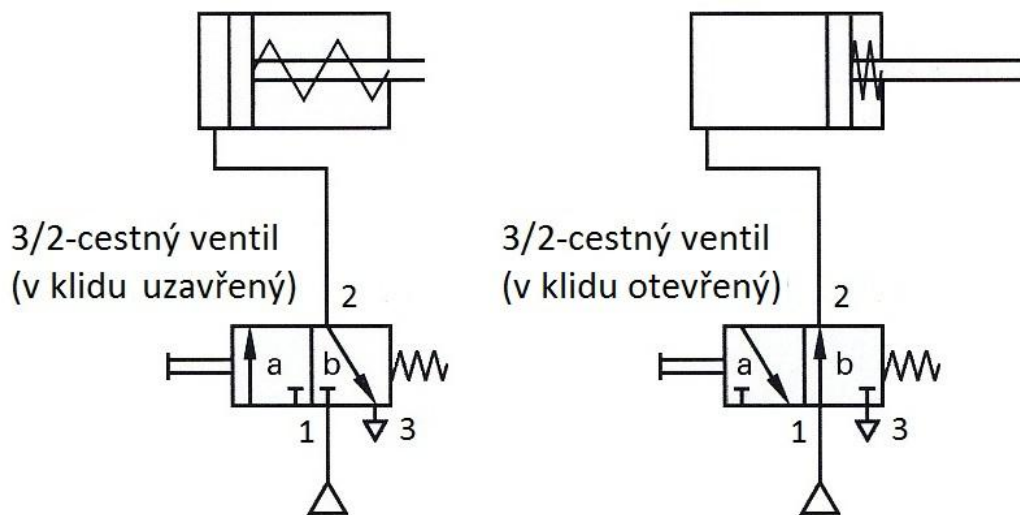 3/2-cestný ventil
(v klidu uzavřený)
2
a
b
1
3
3/2-cestný ventil
(v klidu otevřený)
2
a
b
1
3